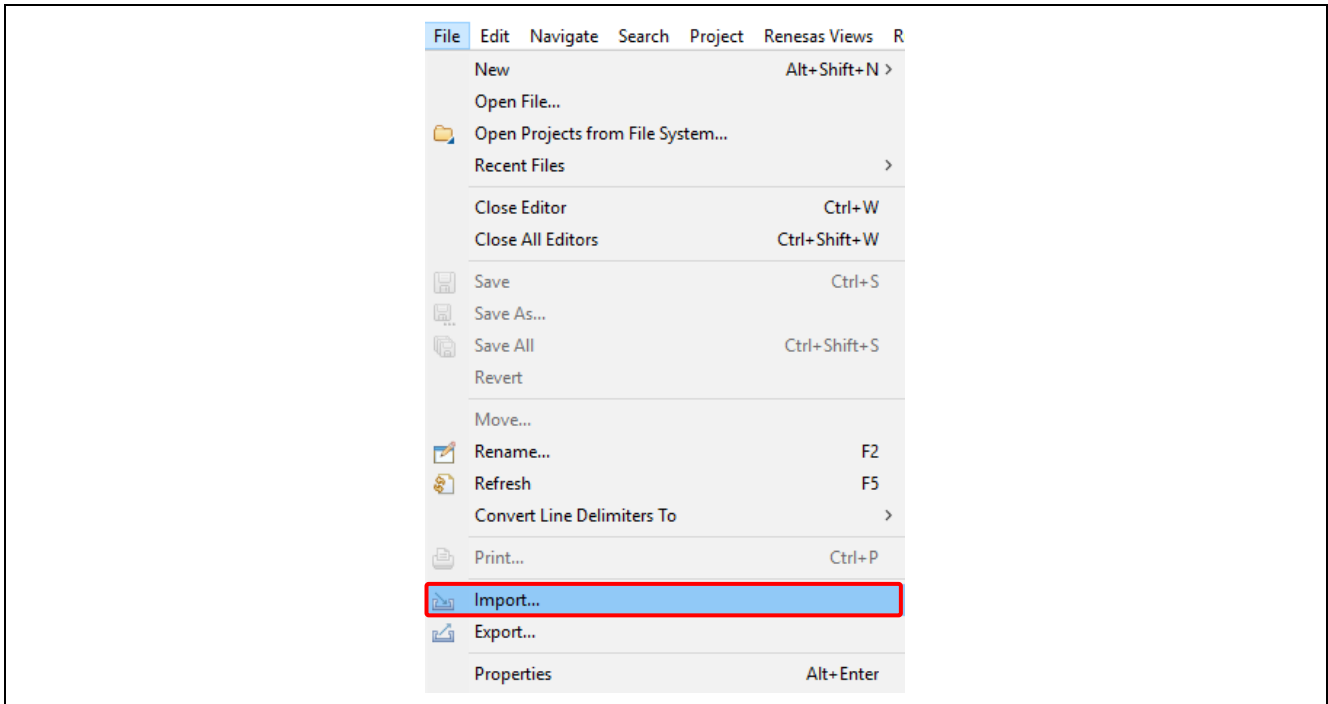 File Edit Navigate Search Project Renesas Views R
New Alt+Shift+N >
Open File...
Open Projects from File System...
Recent Files >
Close Editor Ctrl+W
Close All Editors Ctrl+Shift+W
Save Ctrl+S
Save As...
Save All Ctrl+Shift+S
Revert
Move...
Rename... F2
Refresh F5
Convert Line Delimiters To >
Print... Ctrl+P
Import...
Export...
Properties Alt+Enter